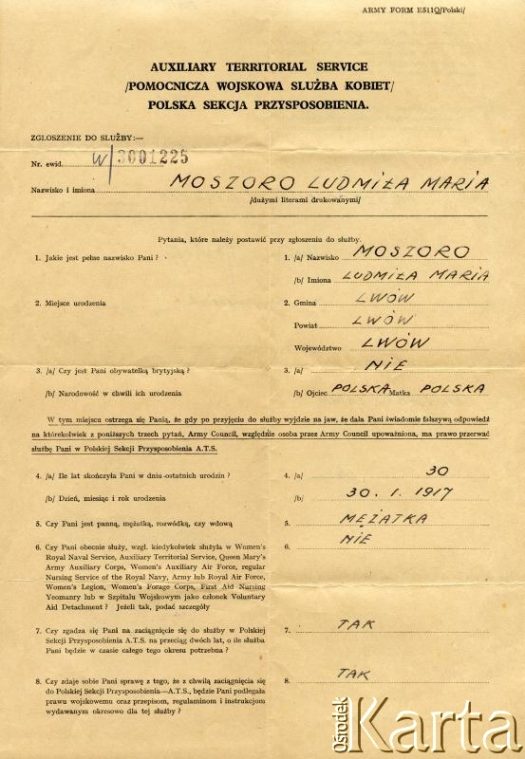 ARMY FORM E511Q/Polski/
AUXILIARY TERRITORIAL SERVICE
/POMOCNICZA WOJSKOWA SLUŻBA KOBIET/
POLSKA SEKCJA PRZYSPOSOBIENIA.
ZGLOSZENIE DO SLUŻBY:—
Nr. ewid. W/3001225
Nazwisko i imiona MOSZORO LUDMIŁA MARIA
/dużymi literami drukowanymi/
Pytania, które należy postawić przy zgłoszeniu do slużby.
1. Jakie jest pełne nazwisko Pani ? 1. /a/ Nazwisko MOSZORO
/b/ Imiona LUDMIŁA MARIA
2. Miejsce urodzenia 2. Gmina LWÓW
Powiat LWÓW
Województwo LWÓW
3. /a/ Czy jest Pani obywatelką brytyjską ? 3. /a/ NIE
/b/ Narodowość w chwili ich urodzenia /b/ Ojciec POLSKA Matka POLSKA
W tym miejscu ostrzega się Panią, że gdy po przyjęciu do slużby wyjdzie na jaw, że dała Pani świadomie falszywą odpowiedź
na którekolwiek z poniższych trzech pytań, Army Council, względnie osoba przez Army Council upoważniona, ma prawo przerwać
slużbę Pani w Polskiej Sekcji Przysposobienia A.T.S.
4. /a/ Ile lat skończyła Pani w dniu ostatnich urodzin ? 4. /a/ 30
/b/ Dzień, miesiąc i rok urodzenia /b/ 30. 1. 1917
5. Czy Pani jest panną, mężatką, rozwódką, czy wdową 5. MĘŻATKA
6. Czy Pani obecnie służy, wzgl. kiedykolwiek slużyla w Women's 6. NIE
Royal Naval Service, Auxiliary Territorial Service, Queen Mary's
Army Auxiliary Corps, Women's Auxiliary Air Force, regular
Nursing Service of the Royal Navy, Army lub Royal Air Force,
Women's Legion, Women's Forage Corps, First Aid Nursing
Yeomanry lub w Szpitalu Wojskowym jako członek Voluntary
Aid Detachment ? Jeżeli tak, podać szczegóły
7. Czy zgadza się Pani na zaciągnięcie się do służby w Polskiej 7. TAK
Sekcji Przysposobienia A.T.S. na przeciąg dwóch lat, o ile slużba
Pani będzie w czasie całego tego okresu potrzebna ?
8. Czy zdaje sobie Pani sprawę z tego, że z chwilą zaciągnięcia się 8. TAK
do Polskiej Sekcji Przysposobienia—A.T.S., będzie Pani podlegała
prawu wojskowemu oraz przepisom, regulaminom i instrukcjom
wydawanym okresowo dla tej służby ?
Ośrodek Karta